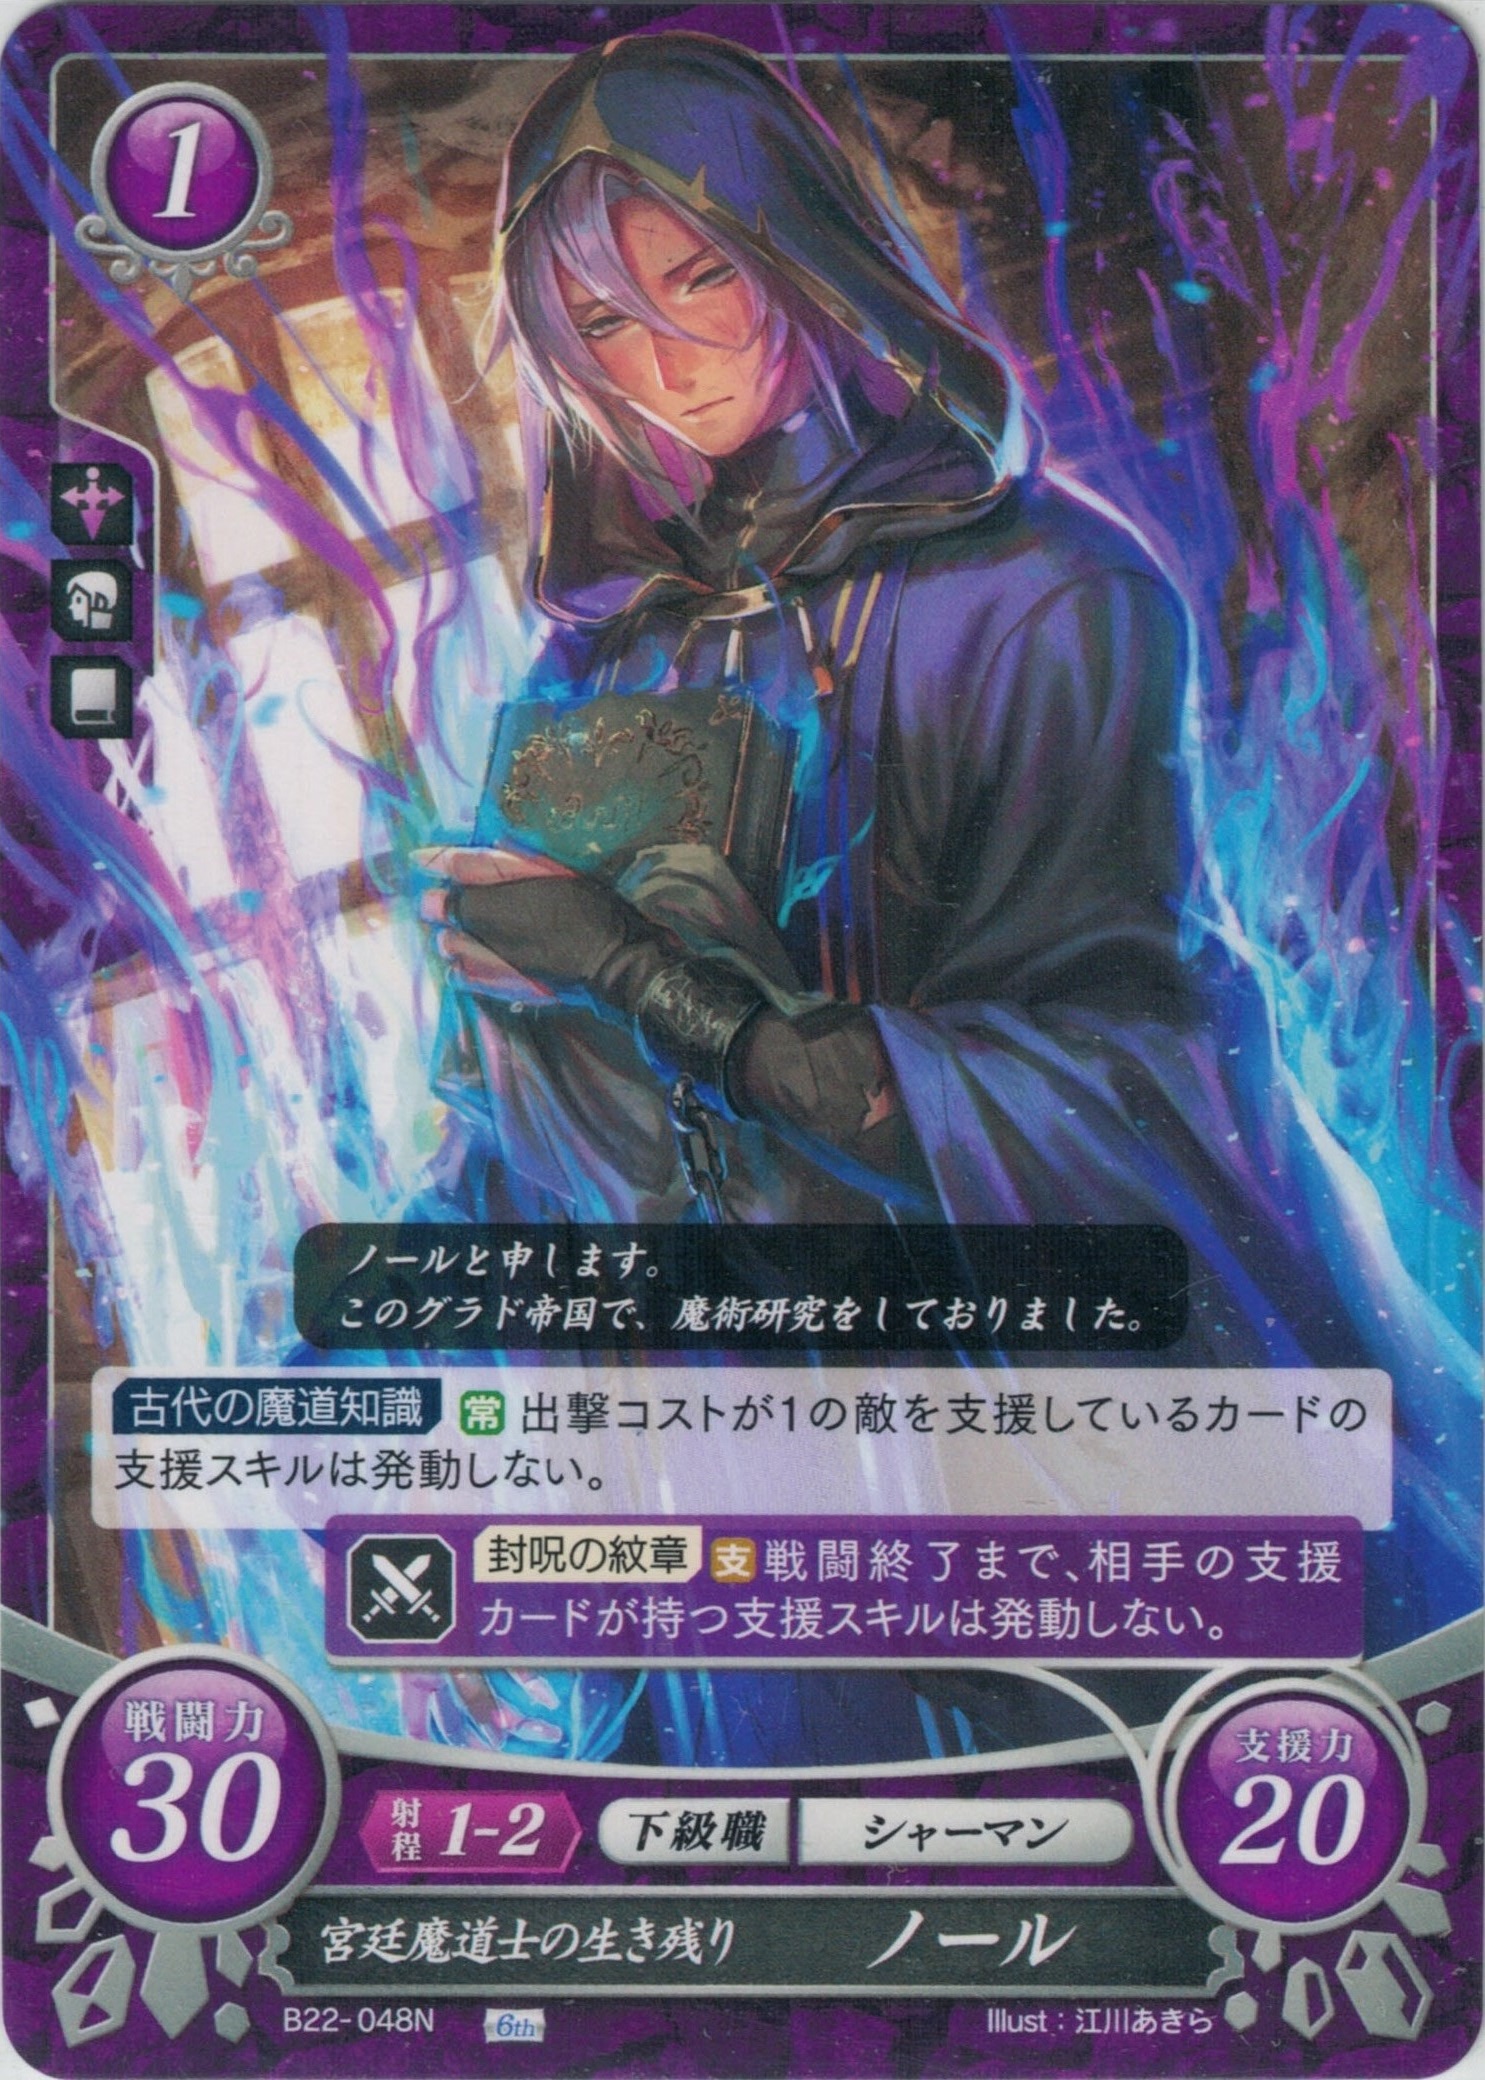 1
ノールと申します。
このグラド帝国で、魔術研究をしておりました。
古代の魔道知識 常 出撃コストが1の敵を支援しているカードの
支援スキルは発動しない。
封呪の紋章 支 戦闘終了まで、相手の支援
カードが持つ支援スキルは発動しない。
戦闘力
30
射程 1-2
下級職 シャーマン
支援力
20
宮廷魔道士の生き残り ノール
B22-048N 6th Illust：江川あきら